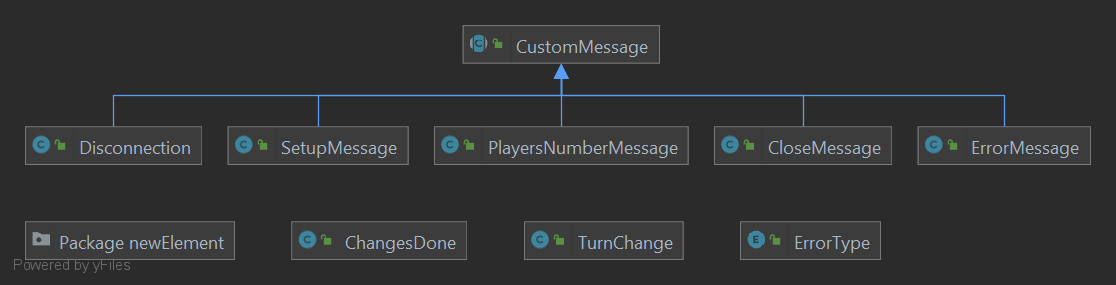 CustomMessage
Disconnection
SetupMessage
PlayersNumberMessage
CloseMessage
ErrorMessage
Package newElement
ChangesDone
TurnChange
ErrorType
Powered by yFiles